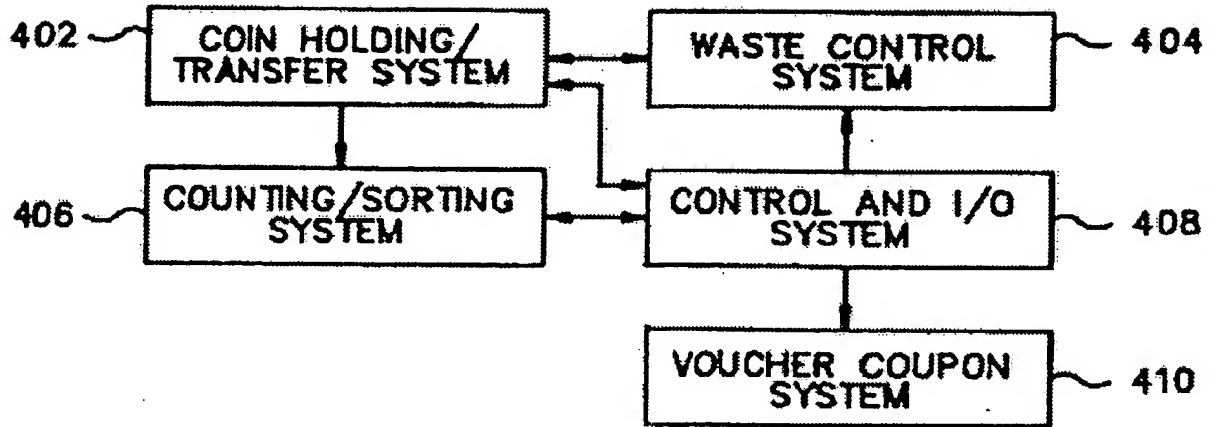 402
COIN HOLDING/
TRANSFER SYSTEM
WASTE CONTROL
SYSTEM
404
406
COUNTING/SORTING
SYSTEM
CONTROL AND I/O
SYSTEM
408
VOUCHER COUPON
SYSTEM
410